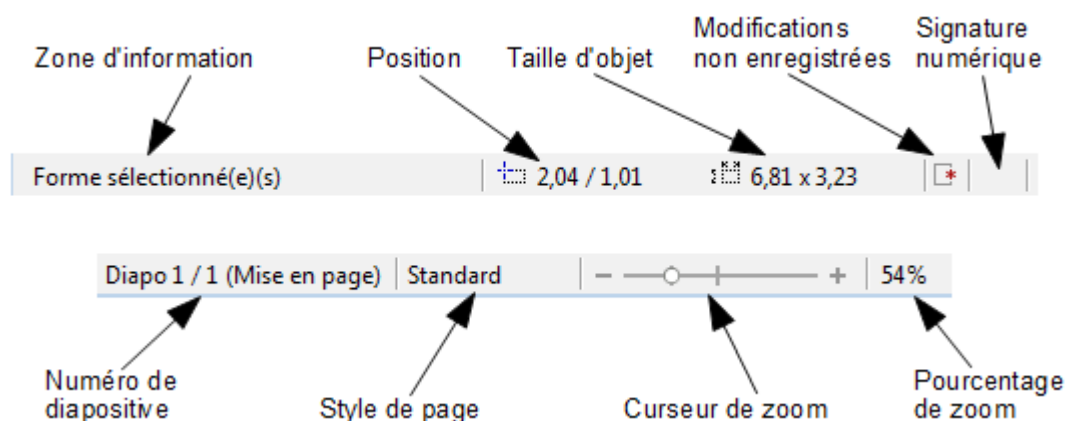 Zone d'information
Position
Taille d'objet
Modifications
non enregistrées
Signature
numérique
Forme sélectionné(e)(s)
2,04 / 1,01
6,81 x 3,23
Diapo 1 / 1 (Mise en page)
Standard
54%
Numéro de
diapositive
Style de page
Curseur de zoom
Pourcentage
de zoom